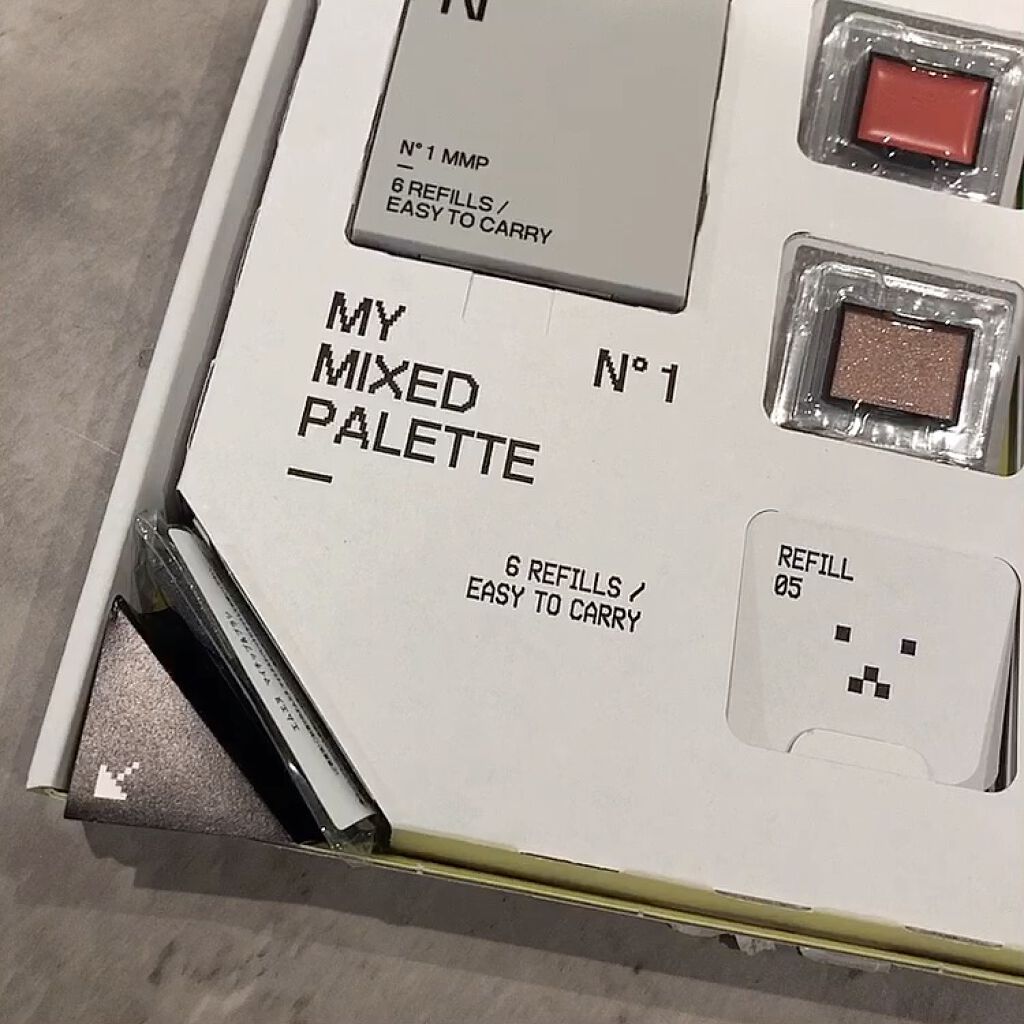 N
N° 1 MMP
6 REFILLS /
EASY TO CARRY
MY
MIXED
PALETTE
N° 1
6 REFILLS /
EASY TO CARRY
REFILL
05